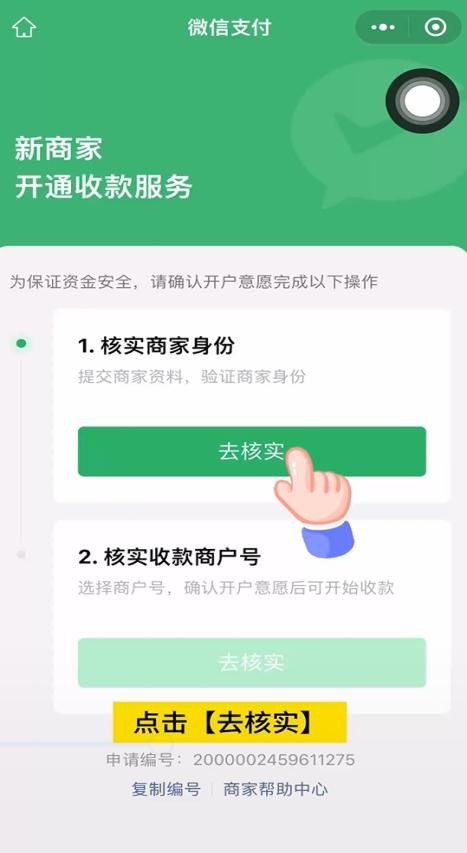 微信支付
新商家
开通收款服务
为保证资金安全，请确认开户意愿完成以下操作
1. 核实商家身份
提交商家资料，验证商家身份
去核实
2. 核实收款商户号
选择商户号，确认开户意愿后可开始收款
去核实
点击【去核实】
申请编号：2000002459611275
复制编号 | 商家帮助中心